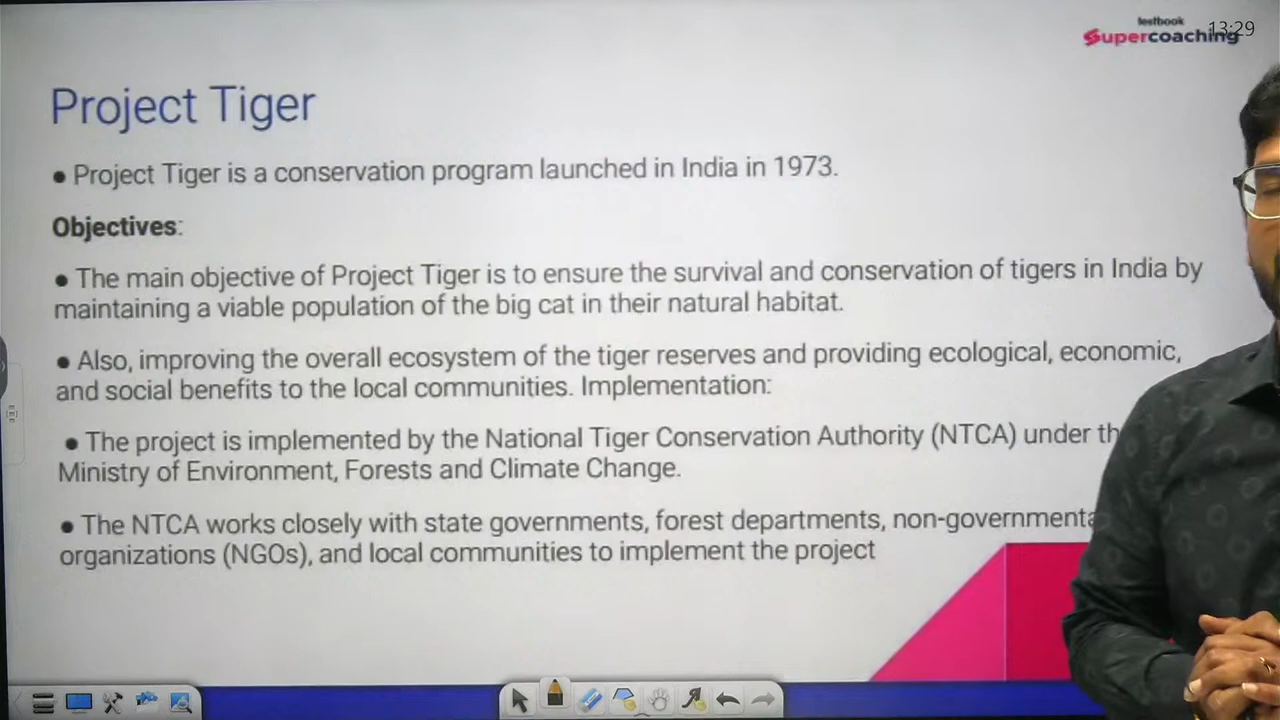 testbook
Supercoaching
13:29
Project Tiger
● Project Tiger is a conservation program launched in India in 1973.
Objectives:
● The main objective of Project Tiger is to ensure the survival and conservation of tigers in India by
maintaining a viable population of the big cat in their natural habitat.
● Also, improving the overall ecosystem of the tiger reserves and providing ecological, economic,
and social benefits to the local communities. Implementation:
● The project is implemented by the National Tiger Conservation Authority (NTCA) under th
Ministry of Environment, Forests and Climate Change.
● The NTCA works closely with state governments, forest departments, non-governmenta
organizations (NGOs), and local communities to implement the project